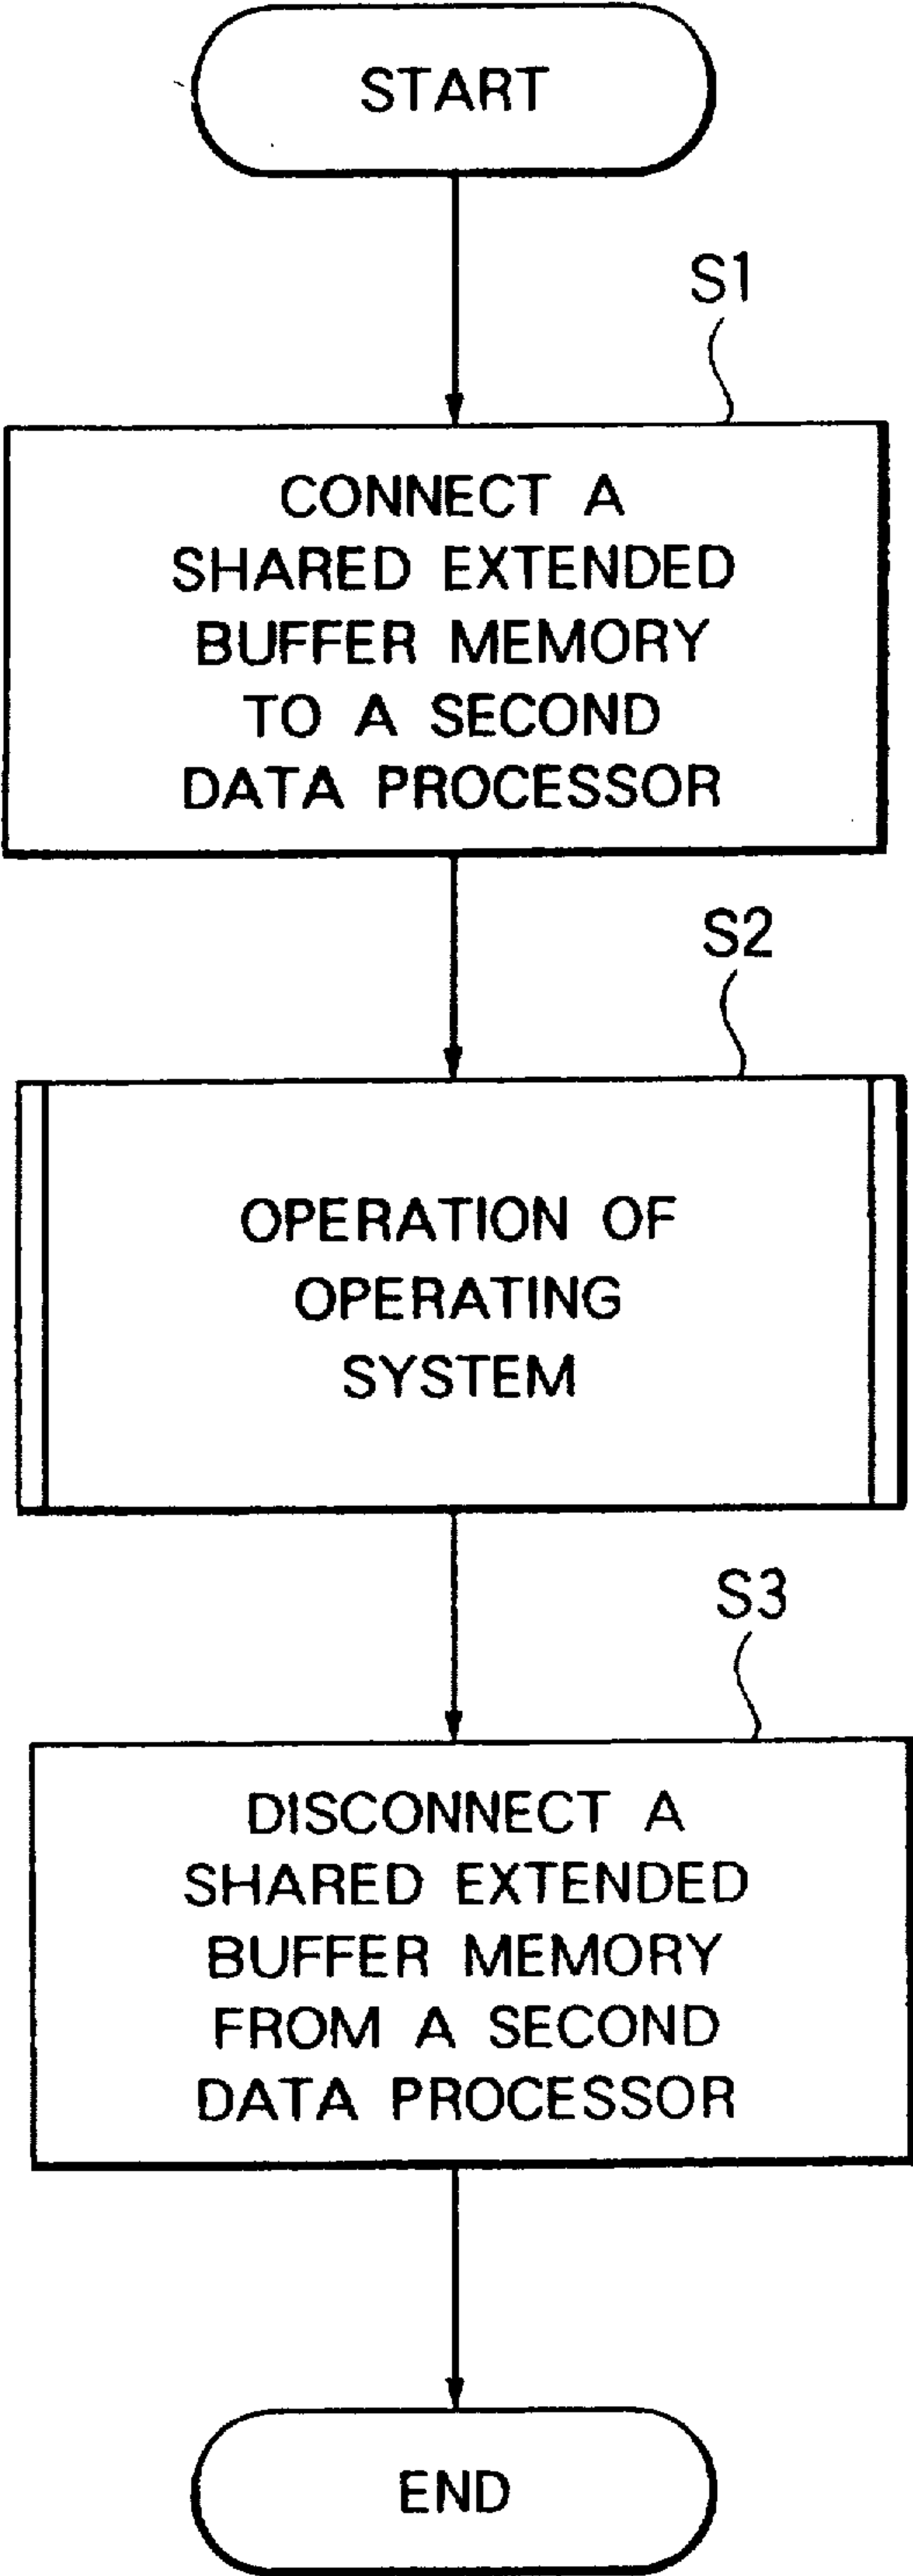 START
S1
CONNECT A
SHARED EXTENDED
BUFFER MEMORY
TO A SECOND
DATA PROCESSOR
S2
OPERATION OF
OPERATING
SYSTEM
S3
DISCONNECT A
SHARED EXTENDED
BUFFER MEMORY
FROM A SECOND
DATA PROCESSOR
END